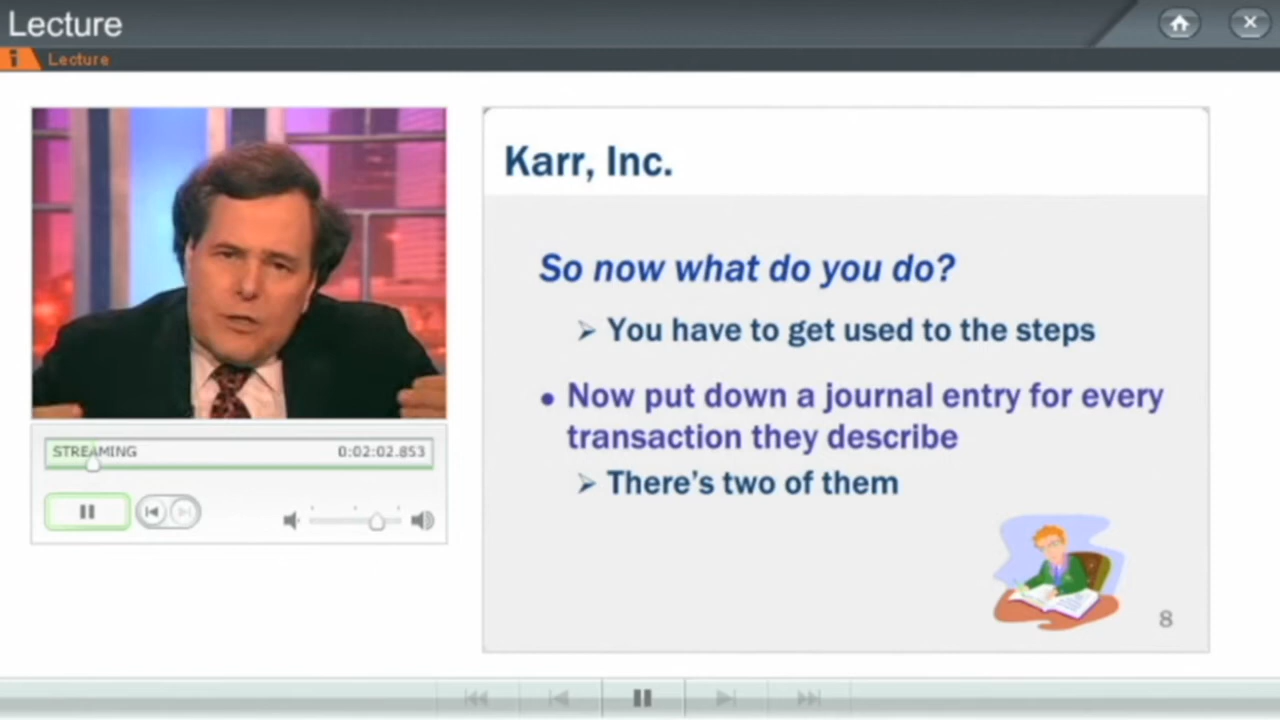 Lecture
i Lecture
Karr, Inc.
So now what do you do?
➢ You have to get used to the steps
• Now put down a journal entry for every
transaction they describe
➢ There's two of them
STREAMING 0:02:02.853
8